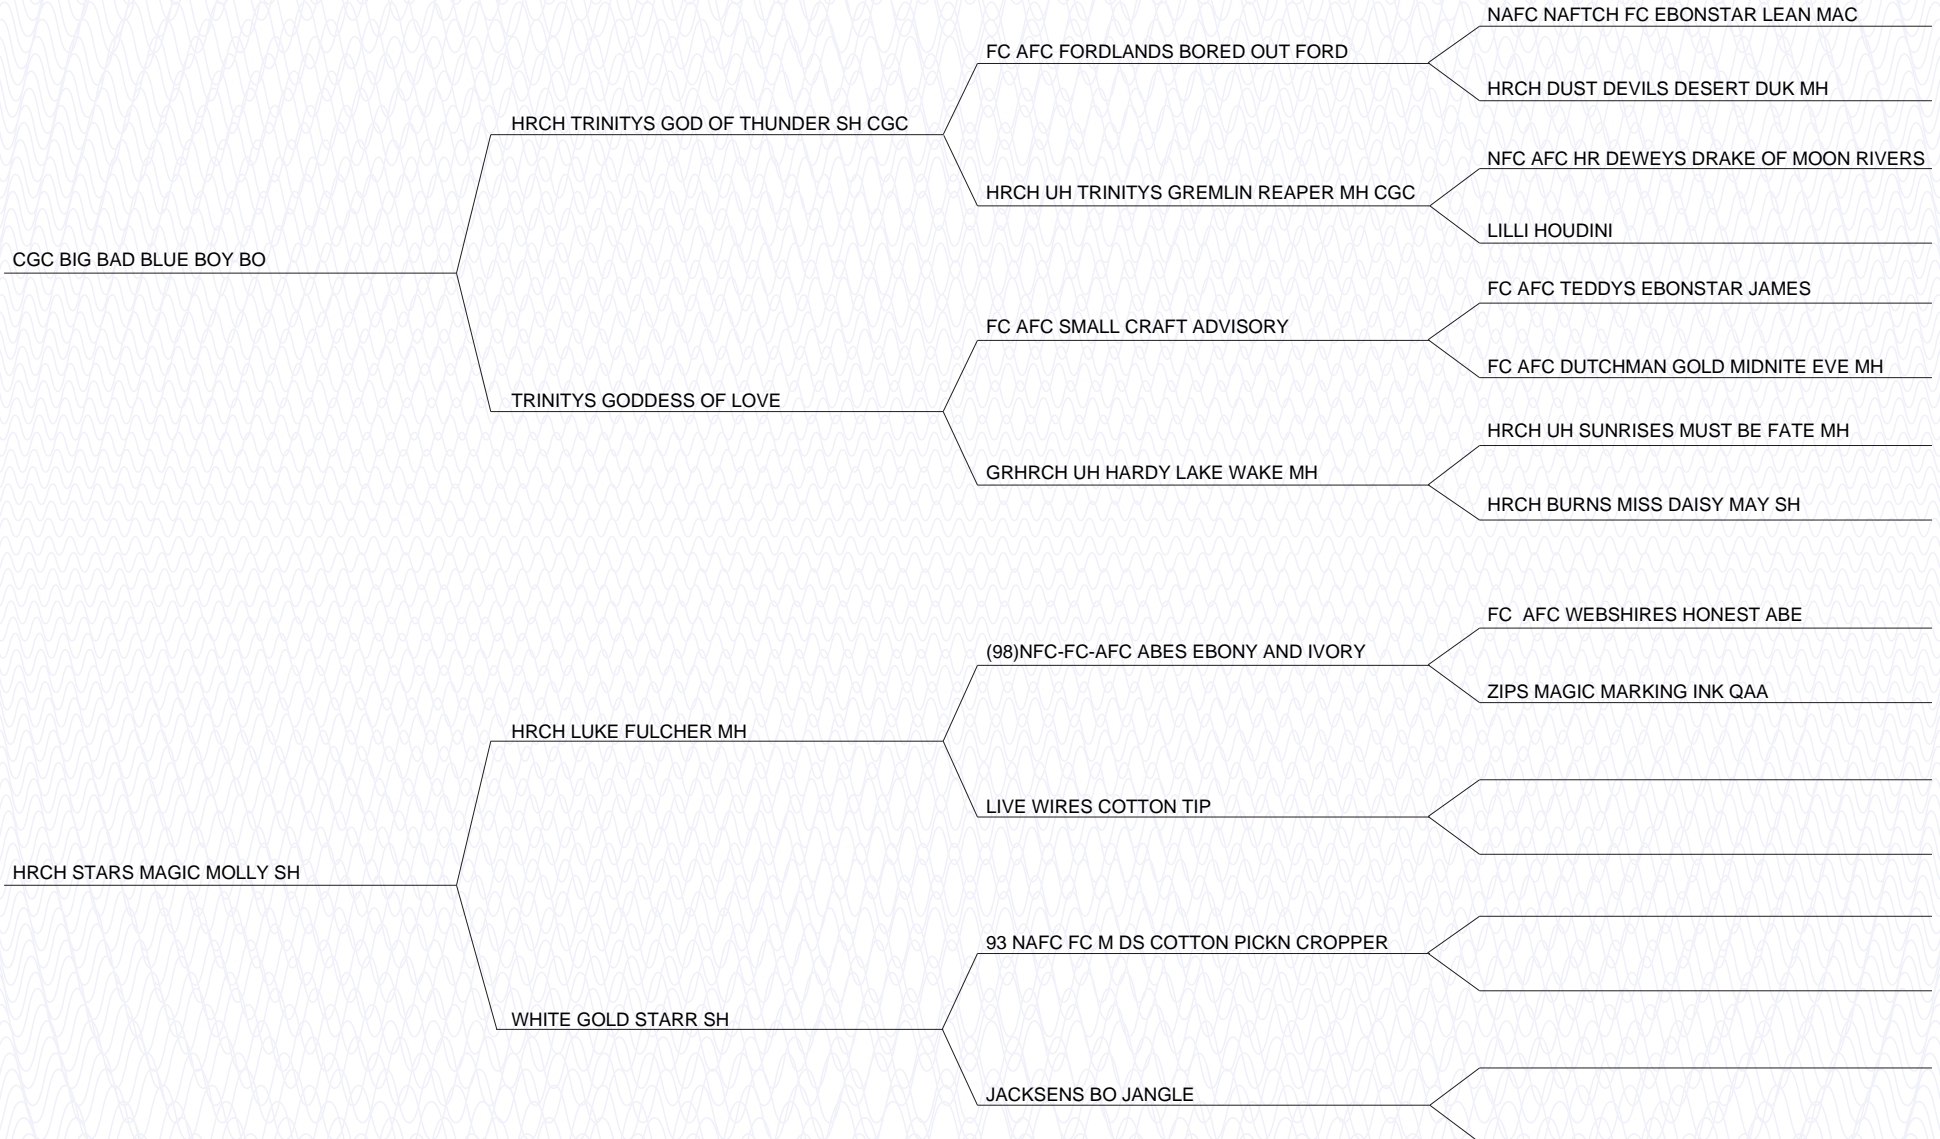 NAFC NAFTCH FC EBONSTAR LEAN MAC
FC AFC FORDLANDS BORED OUT FORD
HRCH DUST DEVILS DESERT DUK MH
HRCH TRINITYS GOD OF THUNDER SH CGC
NFC AFC HR DEWEYS DRAKE OF MOON RIVERS
HRCH UH TRINITYS GREMLIN REAPER MH CGC
LILLI HOUDINI
CGC BIG BAD BLUE BOY BO
FC AFC TEDDYS EBONSTAR JAMES
FC AFC SMALL CRAFT ADVISORY
FC AFC DUTCHMAN GOLD MIDNITE EVE MH
TRINITYS GODDESS OF LOVE
HRCH UH SUNRISES MUST BE FATE MH
GRHRCH UH HARDY LAKE WAKE MH
HRCH BURNS MISS DAISY MAY SH
FC  AFC WEBSHIRES HONEST ABE
(98)NFC-FC-AFC ABES EBONY AND IVORY
ZIPS MAGIC MARKING INK QAA
HRCH LUKE FULCHER MH
LIVE WIRES COTTON TIP
HRCH STARS MAGIC MOLLY SH
93 NAFC FC M DS COTTON PICKN CROPPER
WHITE GOLD STARR SH
JACKSENS BO JANGLE